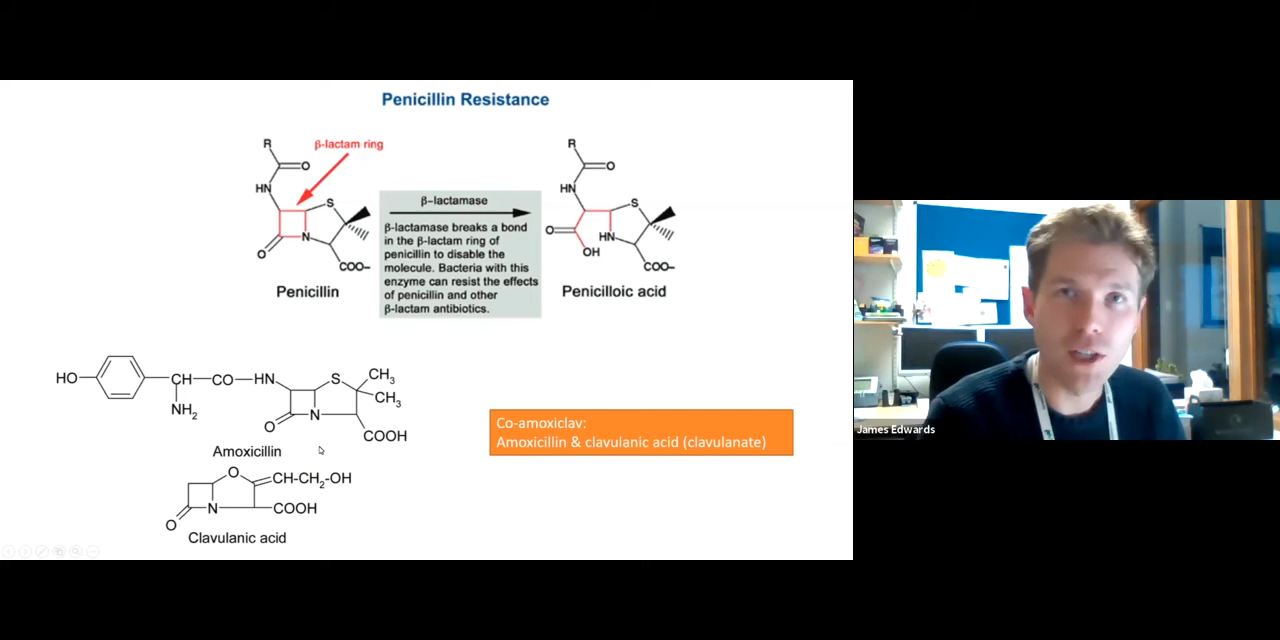 Penicillin Resistance
R
β-lactam ring
O
HN
S
N
O
COO–
Penicillin
β–lactamase
β-lactamase breaks a bond
in the β-lactam ring of
penicillin to disable the
molecule. Bacteria with this
enzyme can resist the effects
of penicillin and other
β-lactam antibiotics.
R
O
HN
S
O
HN
OH
COO–
Penicilloic acid
HO
CH
CO
HN
NH2
S
CH3
CH3
O
N
COOH
Amoxicillin
O
CH-CH2-OH
N
COOH
O
Clavulanic acid
Co-amoxiclav:
Amoxicillin & clavulanic acid (clavulanate)
James Edwards